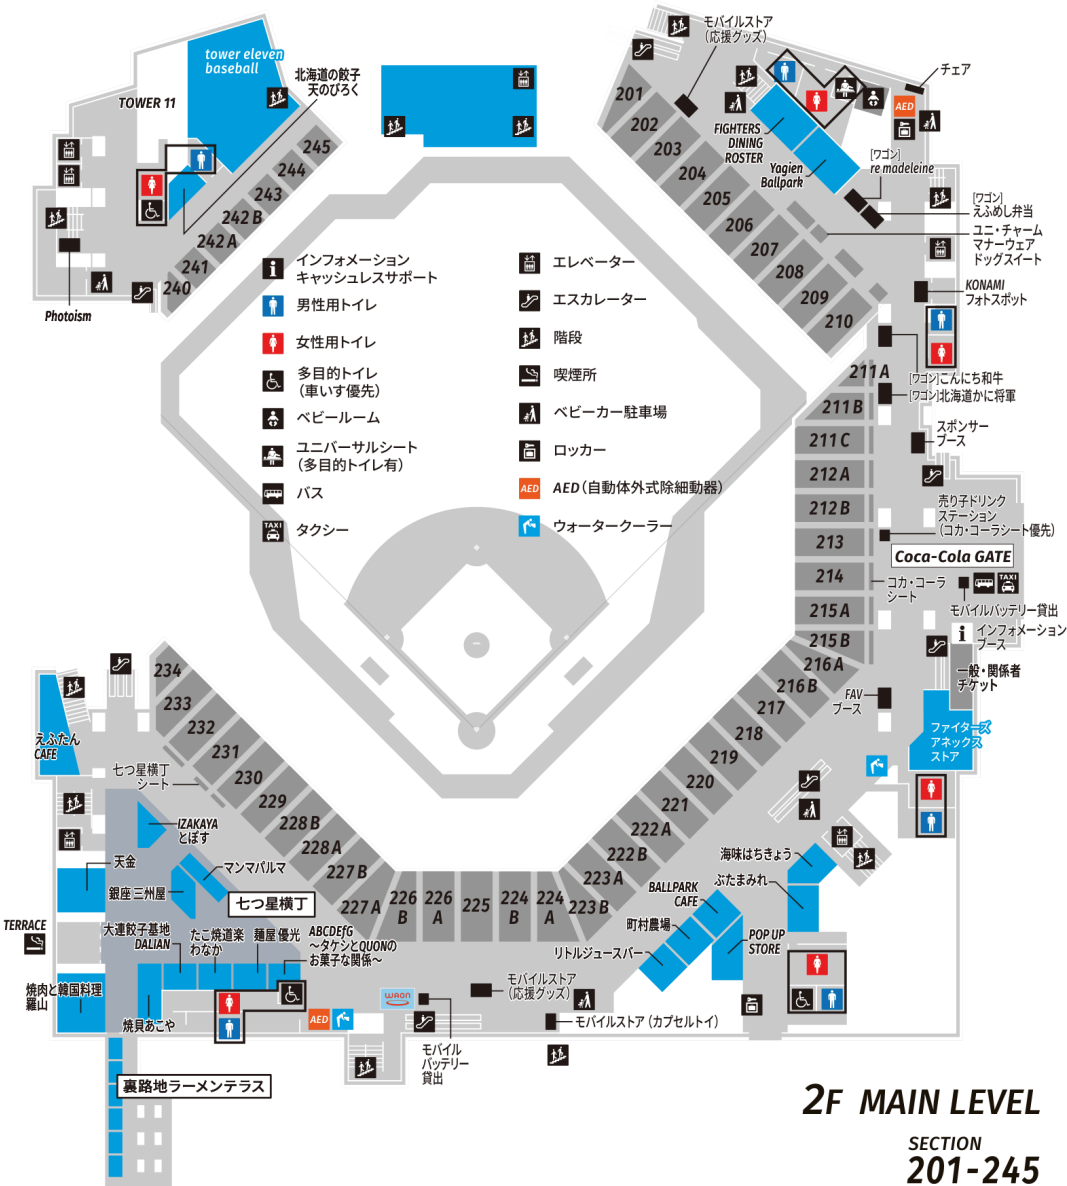 tower eleven
baseball
TOWER 11
北海道の餃子
天のびろく
モバイルストア
（応援グッズ）
チェア
AED
FIGHTERS
DINING
ROSTER
Yagien
Ballpark
[ワゴン]
re madeleine
[ワゴン]
えふめし弁当
ユニ・チャーム
マナーウェア
ドッグスイート
KONAMI
フォトスポット
[ワゴン]こんにち和牛
[ワゴン]北海道かに将軍
スポンサー
ブース
売り子ドリンク
ステーション
（コカ・コーラシート優先）
Coca-Cola GATE
コカ・コーラ
シート
TAXI
モバイルバッテリー貸出
インフォメーション
ブース
一般・関係者
チケット
FAV
ブース
ファイターズ
アネックス
ストア
Photoism
245
244
243
242 B
242 A
241
240
201
202
203
204
205
206
207
208
209
210
211 A
211 B
211 C
212 A
212 B
213
214
215 A
215 B
216 A
216 B
217
218
219
220
221
222 A
222 B
223 A
223 B
224
A
224
B
225
226
A
226
B
227 A
227 B
228 A
228 B
229
230
231
232
233
234
インフォメーション
キャッシュレスサポート
男性用トイレ
女性用トイレ
多目的トイレ
（車いす優先）
ベビールーム
ユニバーサルシート
（多目的トイレ有）
バス
TAXI
タクシー
エレベーター
エスカレーター
階段
喫煙所
ベビーカー駐車場
ロッカー
AED
AED（自動体外式除細動器）
ウォータークーラー
えふたん
CAFE
七つ星横丁
シート
IZAKAYA
とぽす
天金
マンマパルマ
銀座 三州屋
七つ星横丁
TERRACE
大連餃子基地
DALIAN
たこ焼道楽
わなか
麺屋 優光
ABCDEfG
〜タケシとQUONの
お菓子な関係〜
焼肉と韓国料理
羅山
焼貝あこや
裏路地ラーメンテラス
AED
WAON
モバイル
バッテリー
貸出
モバイルストア
（応援グッズ）
モバイルストア（カプセルトイ）
海味はちきょう
ぶたまみれ
BALLPARK
CAFE
町村農場
リトルジュースバー
POP UP
STORE
2F MAIN LEVEL
SECTION
201-245